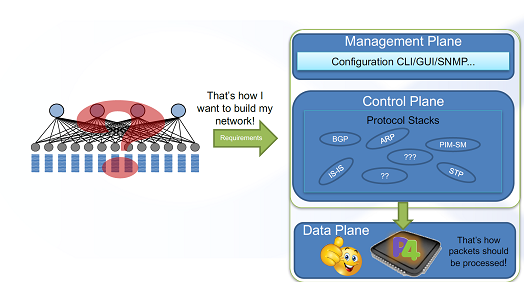 That's how I
want to build my
network!
Requirements
?
Management Plane
Configuration CLI/GUI/SNMP...
Control Plane
Protocol Stacks
BGP
ARP
PIM-SM
???
IS-IS
??
STP
Data Plane
P4
That's how
packets should
be processed!